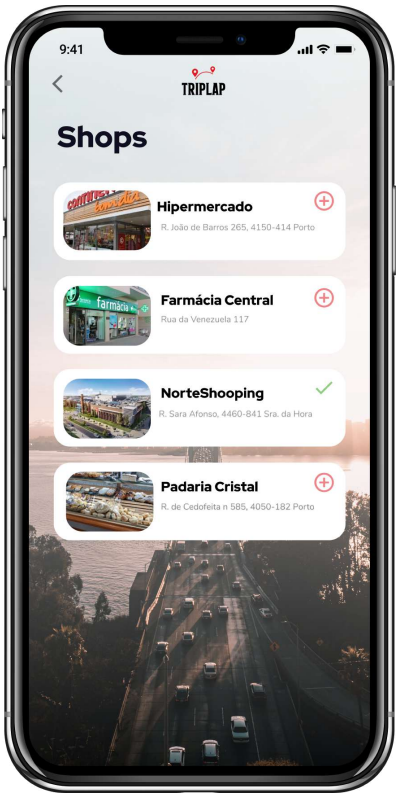 9:41
TRIPLAP
Shops
Hipermercado
R. João de Barros 265, 4150-414 Porto
Farmácia Central
Rua da Venezuela 117
farmácia
NorteShooping
R. Sara Afonso, 4460-841 Sra. da Hora
Padaria Cristal
R. de Cedofeita n 585, 4050-182 Porto